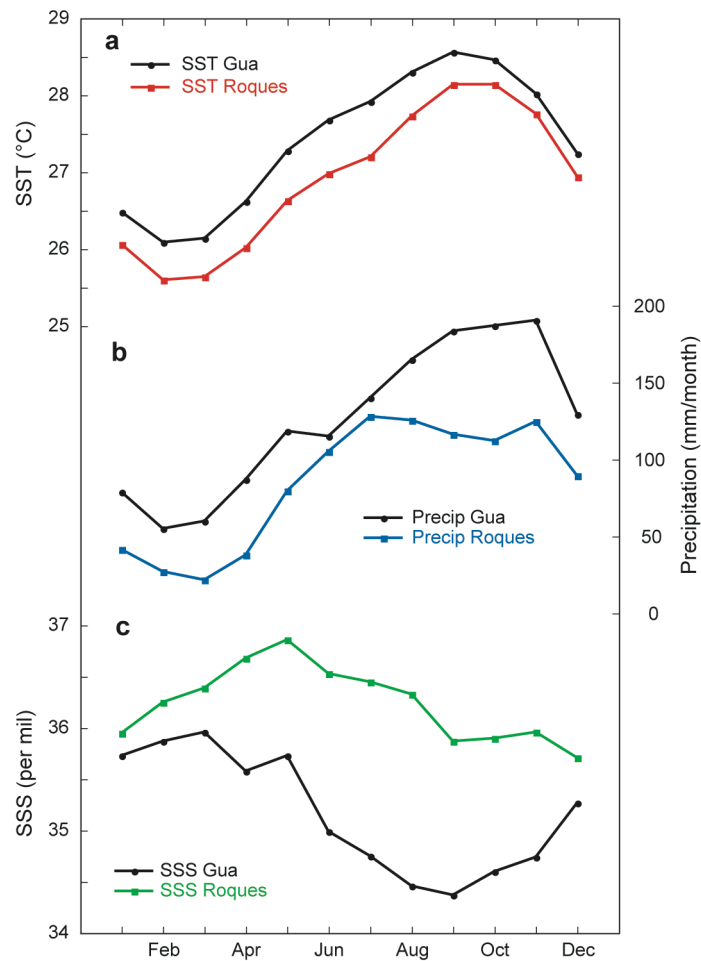 a
SST Gua
SST Roques
29
28
27
26
25
SST (°C)
b
Precip Gua
Precip Roques
200
150
100
50
0
Precipitation (mm/month)
c
SSS Gua
SSS Roques
37
36
35
34
SSS (per mil)
Feb Apr Jun Aug Oct Dec